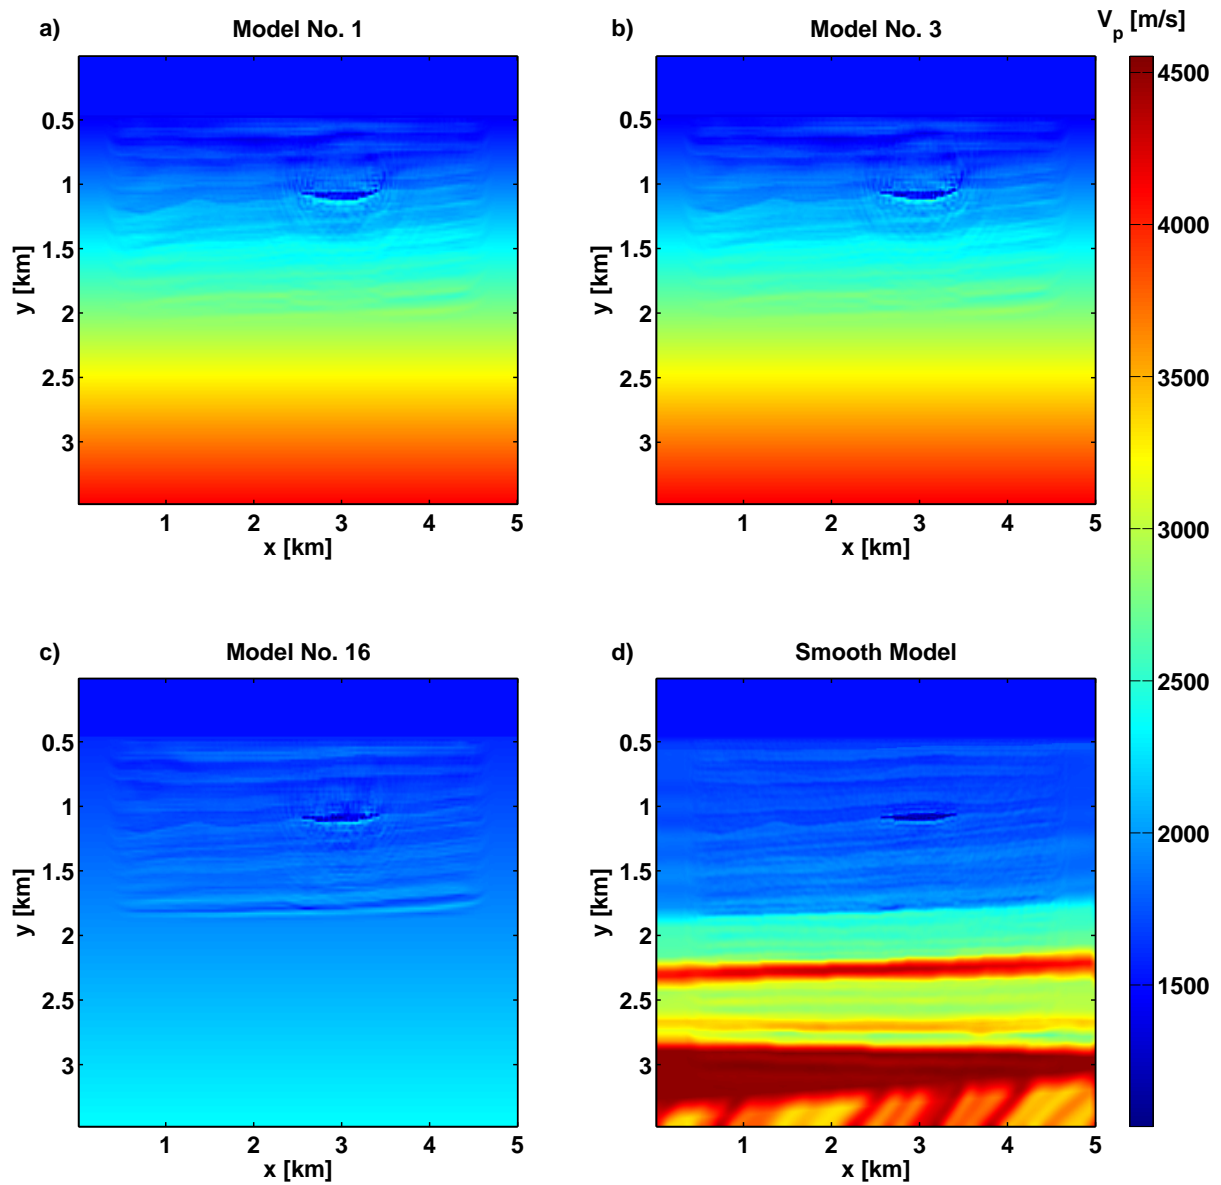 a) Model No. 1
b) Model No. 3
V_p [m/s]
0.5
1
1.5
2
2.5
3
y [km]
1 2 3 4 5
x [km]
0.5
1
1.5
2
2.5
3
y [km]
1 2 3 4 5
x [km]
4500
4000
3500
3000
2500
2000
1500
c) Model No. 16
d) Smooth Model
0.5
1
1.5
2
2.5
3
y [km]
1 2 3 4 5
x [km]
0.5
1
1.5
2
2.5
3
y [km]
1 2 3 4 5
x [km]